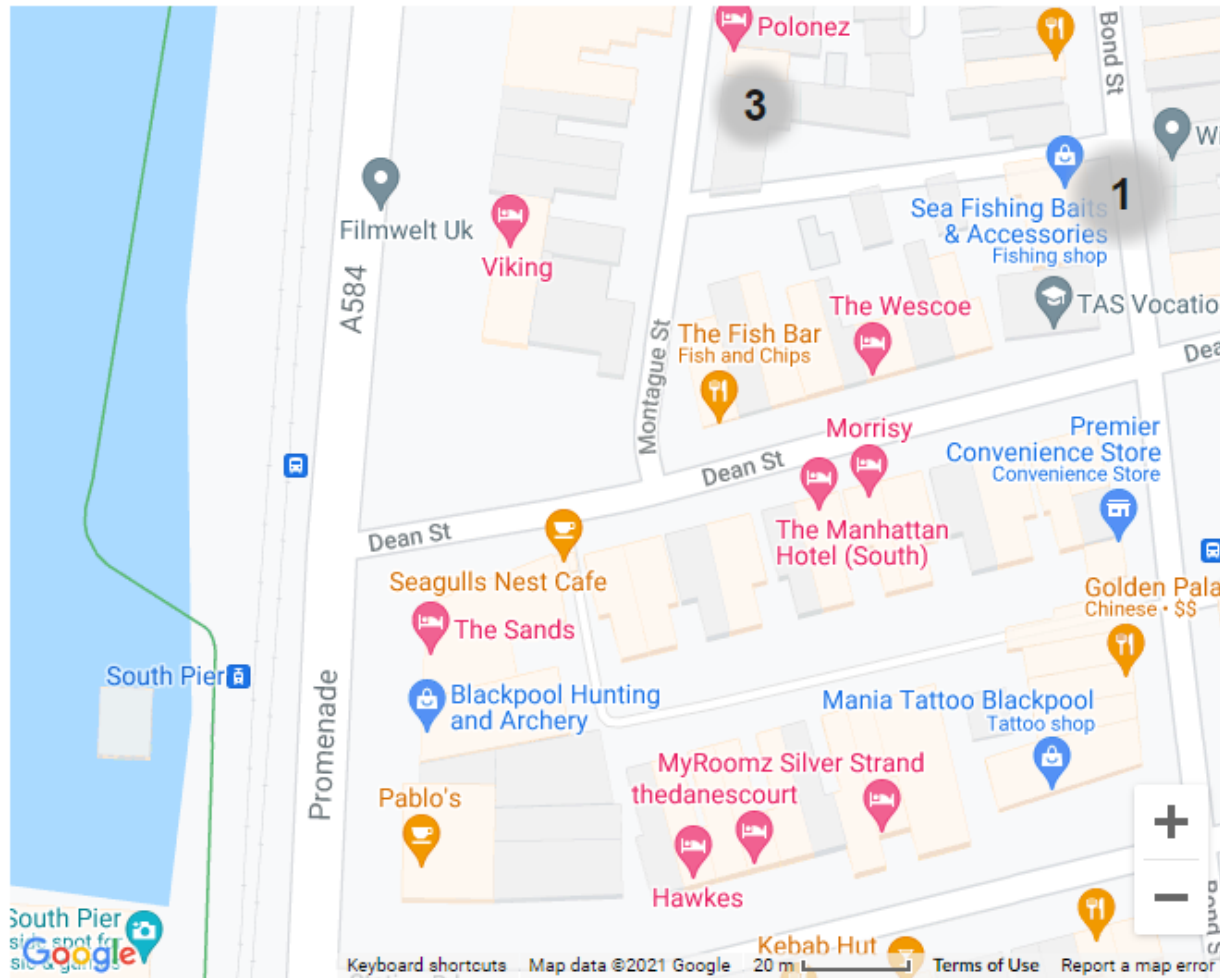 Polonez
Bond St
3
Filmwelt Uk
Viking
A584
1
Sea Fishing Baits
& Accessories
Fishing shop
TAS Vocatio
The Wescoe
The Fish Bar
Fish and Chips
Montague St
Dean St
Morrisy
Premier
Convenience Store
Convenience Store
The Manhattan
Hotel (South)
Dean St
Seagulls Nest Cafe
Golden Pala
Chinese • $$
The Sands
South Pier
Blackpool Hunting
and Archery
Promenade
Mania Tattoo Blackpool
Tattoo shop
MyRoomz Silver Strand
thedanescourt
Pablo's
Hawkes
+
−
South Pier
Google
Kebab Hut
Keyboard shortcuts
Map data ©2021 Google
20 m
Terms of Use
Report a map error